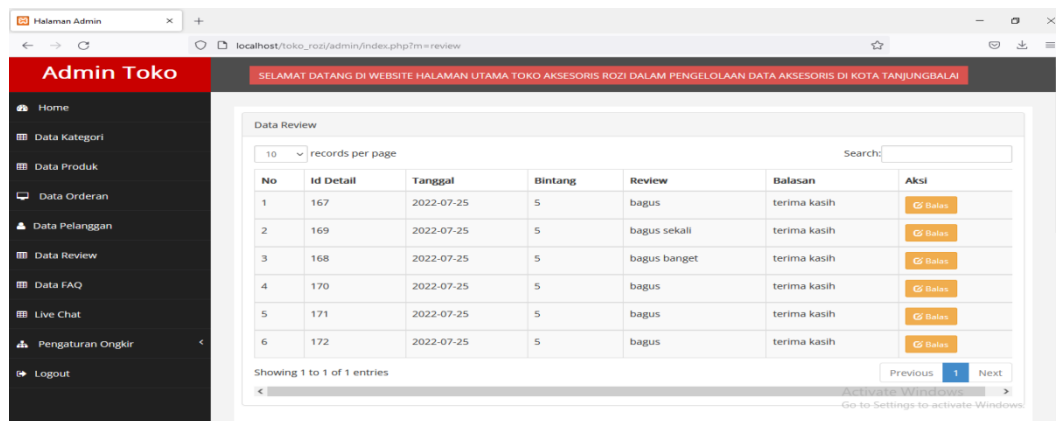 Halaman Admin
localhost/toko_rozi/admin/index.php?m=review
Admin Toko
SELAMAT DATANG DI WEBSITE HALAMAN UTAMA TOKO AKSESORIS ROZI DALAM PENGELOLAAN DATA AKSESORIS DI KOTA TANJUNGBALAI
Home
Data Kategori
Data Produk
Data Orderan
Data Pelanggan
Data Review
Data FAQ
Live Chat
Pengaturan Ongkir
Logout
Data Review
10 records per page Search:
No Id Detail Tanggal Bintang Review Balasan Aksi
1 167 2022-07-25 5 bagus terima kasih Balas
2 169 2022-07-25 5 bagus sekali terima kasih Balas
3 168 2022-07-25 5 bagus banget terima kasih Balas
4 170 2022-07-25 5 bagus terima kasih Balas
5 171 2022-07-25 5 bagus terima kasih Balas
6 172 2022-07-25 5 bagus terima kasih Balas
Showing 1 to 1 of 1 entries Previous 1 Next
Activate Windows
Go to Settings to activate Windows.